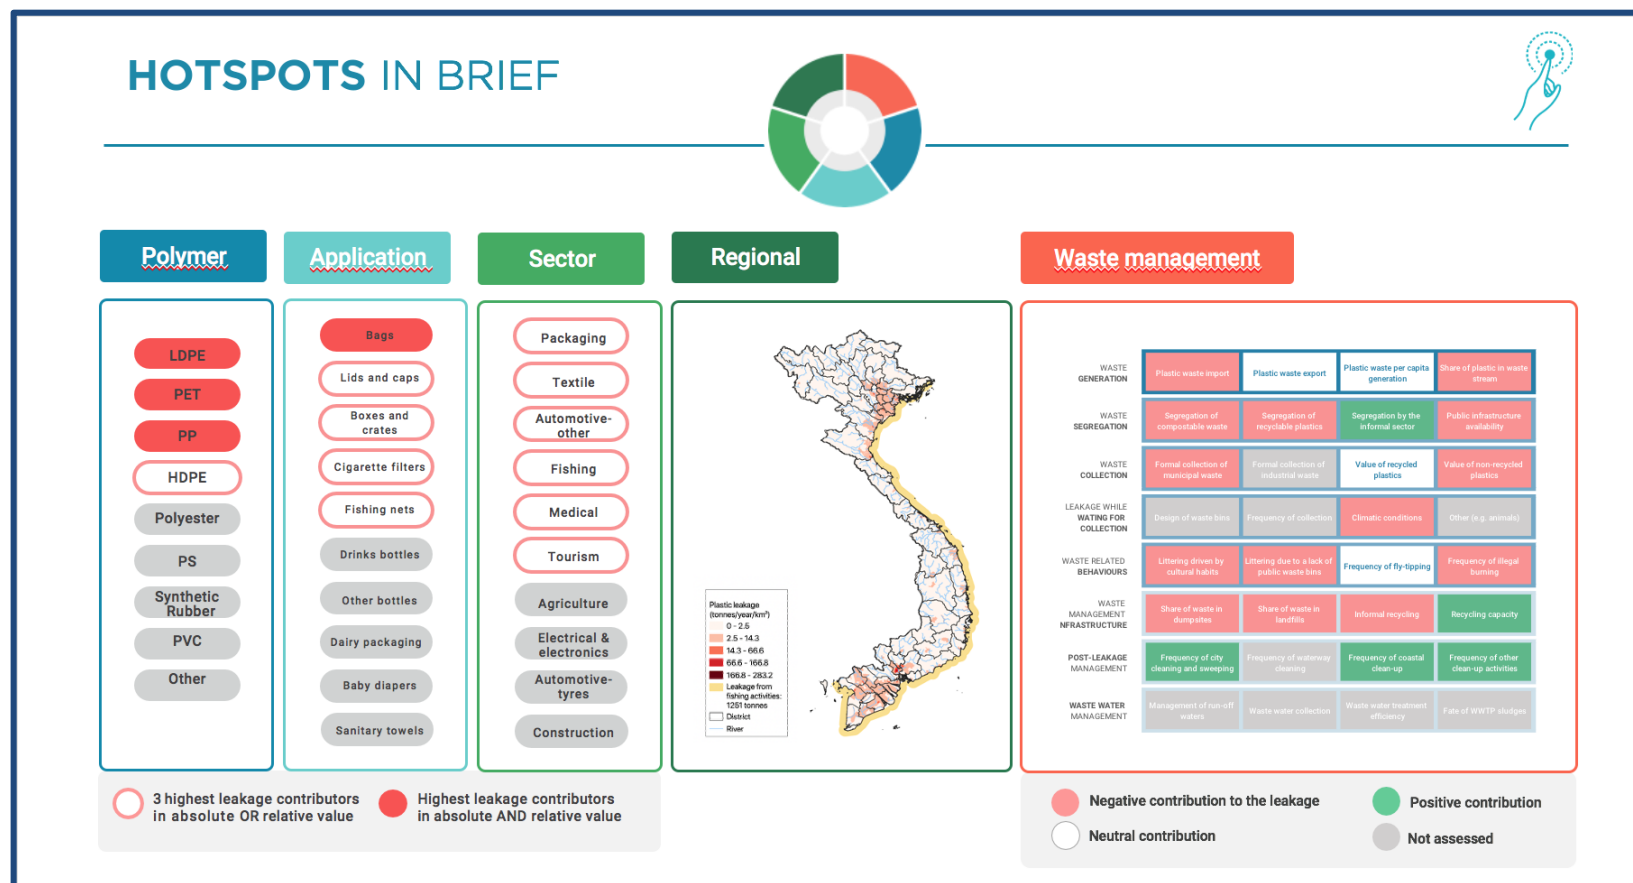 HOTSPOTS IN BRIEF
Polymer
LDPE
PET
PP
HDPE
Polyester
PS
Synthetic
Rubber
PVC
Other
Application
Bags
Lids and caps
Boxes and
crates
Cigarette filters
Fishing nets
Drinks bottles
Other bottles
Dairy packaging
Baby diapers
Sanitary towels
Sector
Packaging
Textile
Automotive-
other
Fishing
Medical
Tourism
Agriculture
Electrical &
electronics
Automotive-
tyres
Construction
3 highest leakage contributors
in absolute OR relative value
Highest leakage contributors
in absolute AND relative value
Regional
Plastic leakage
(tonnes/year/km²)
0 - 2.5
2.5 - 14.3
14.3 - 66.6
66.6 - 166.8
166.8 - 283.2
Leakage from
fishing activities:
1251 tonnes
District
River
Waste management
WASTE
GENERATION
Plastic waste import
Plastic waste export
Plastic waste per capita
generation
Share of plastic in waste
stream
WASTE
SEGREGATION
Segregation of
compostable waste
Segregation of
recyclable plastics
Segregation by the
informal sector
Public infrastructure
availability
WASTE
COLLECTION
Formal collection of
municipal waste
Formal collection of
industrial waste
Value of recycled
plastics
Value of non-recycled
plastics
LEAKAGE WHILE
WATING FOR
COLLECTION
Design of waste bins
Frequency of collection
Climatic conditions
Other (e.g. animals)
WASTE RELATED
BEHAVIOURS
Littering driven by
cultural habits
Littering due to a lack of
public waste bins
Frequency of fly-tipping
Frequency of illegal
burning
WASTE
MANAGEMENT
NFRASTRUCTURE
Share of waste in
dumpsites
Share of waste in
landfills
Informal recycling
Recycling capacity
POST-LEAKAGE
MANAGEMENT
Frequency of city
cleaning and sweeping
Frequency of waterway
cleaning
Frequency of coastal
clean-up
Frequency of other
clean-up activities
WASTE WATER
MANAGEMENT
Management of run-off
waters
Waste water collection
Waste water treatment
efficiency
Fate of WWTP sludges
Negative contribution to the leakage
Positive contribution
Neutral contribution
Not assessed